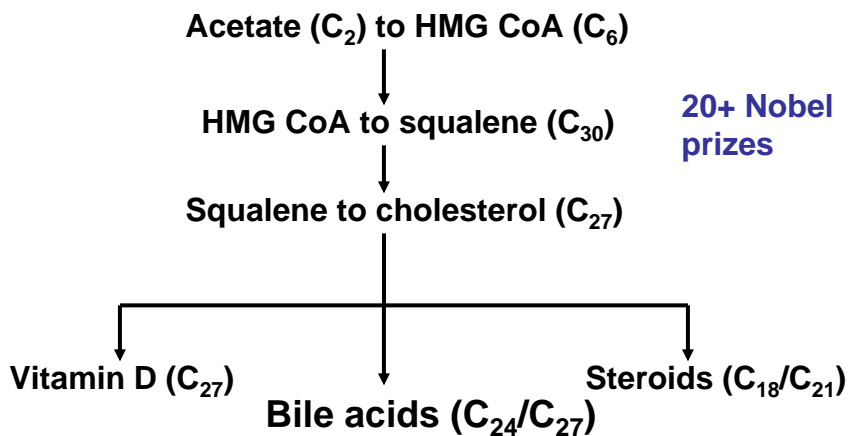 Acetate (C₂) to HMG CoA (C₆)
HMG CoA to squalene (C₃₀)
20+ Nobel
prizes
Squalene to cholesterol (C₂₇)
Vitamin D (C₂₇)
Bile acids (C₂₄/C₂₇)
Steroids (C₁₈/C₂₁)